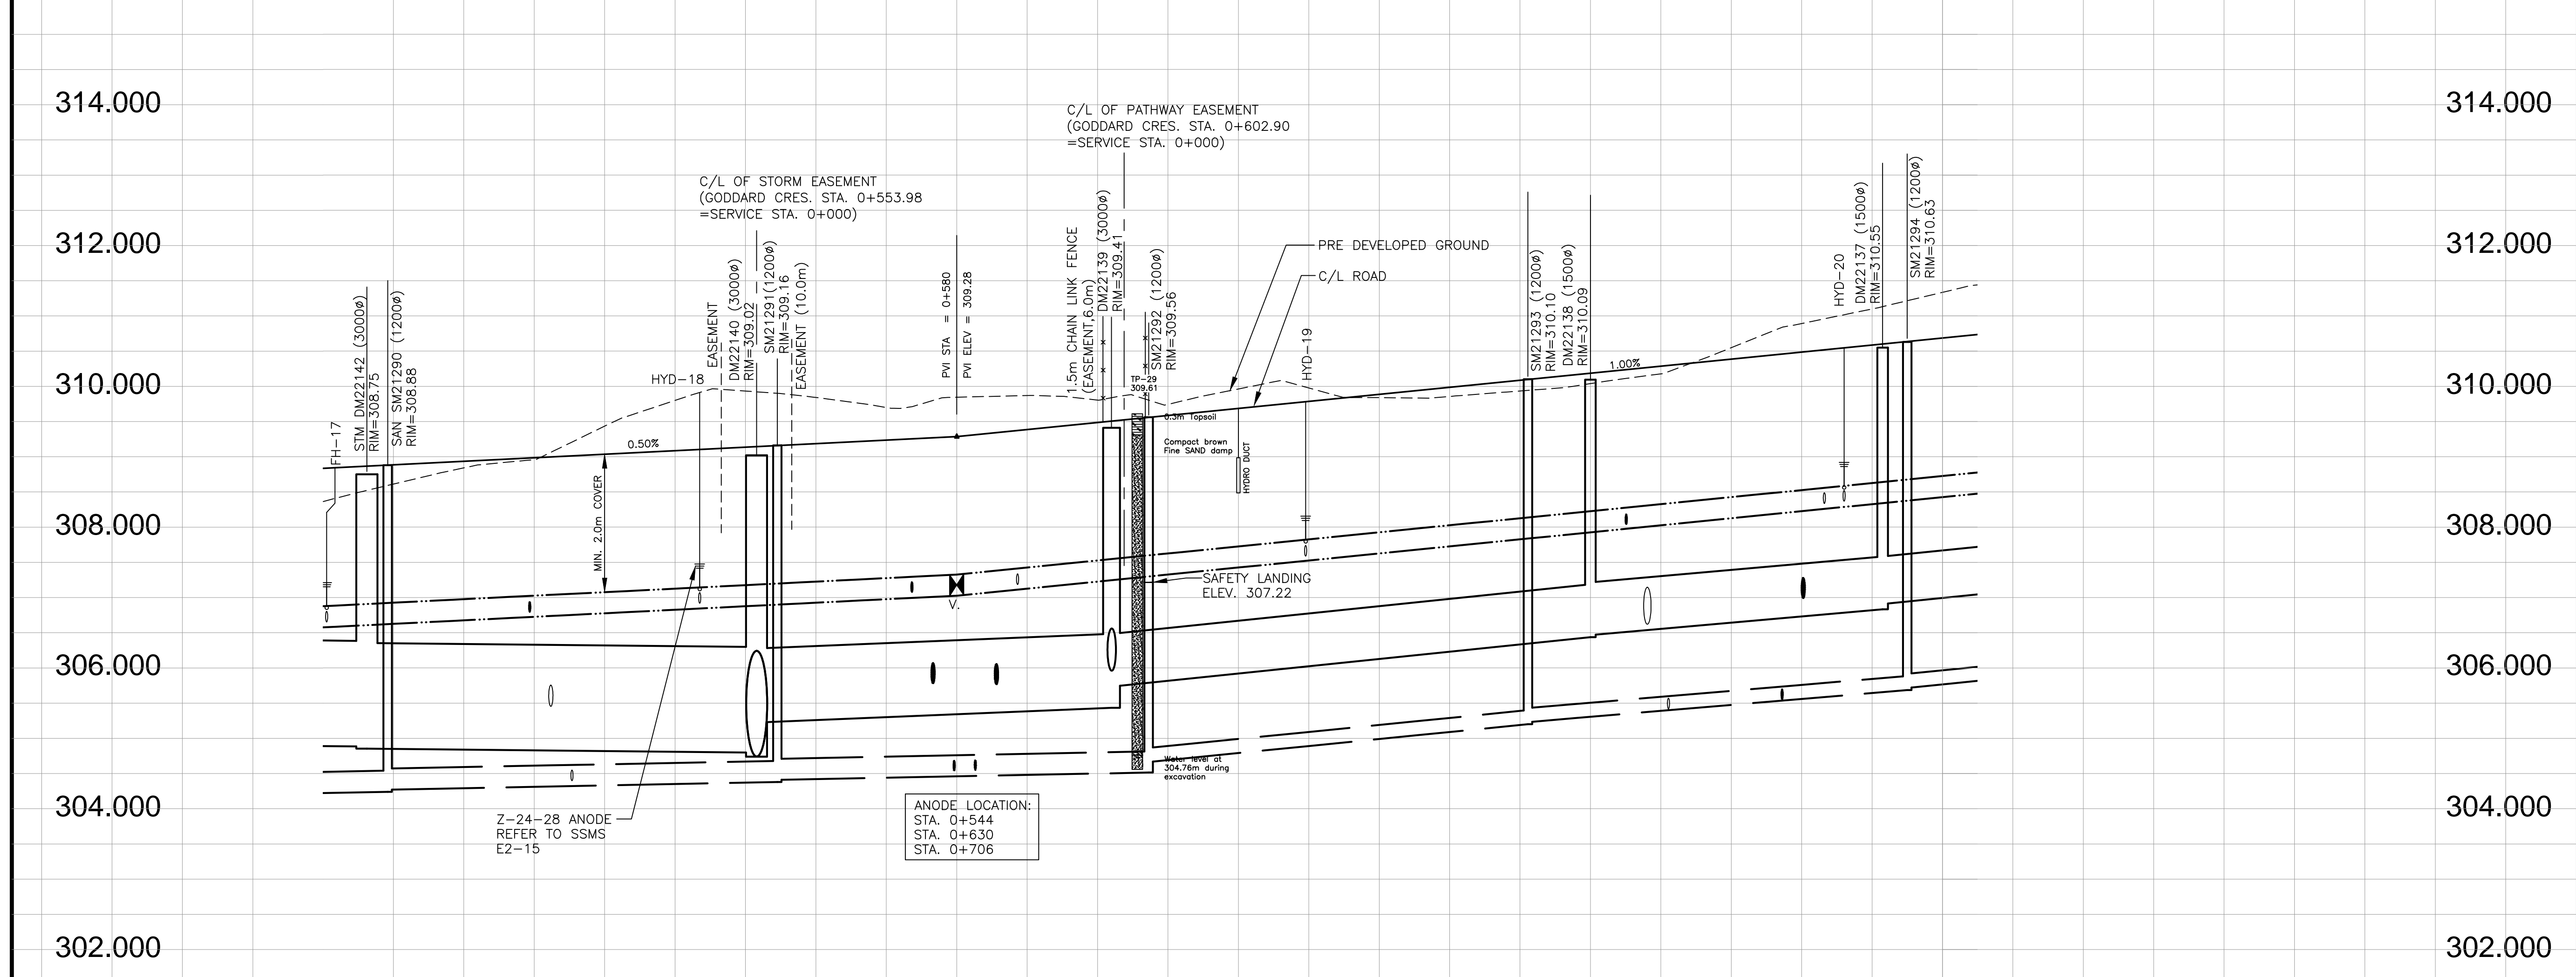 314.000
314.000
312.000
312.000
310.000
310.000
308.000
308.000
306.000
306.000
304.000
304.000
302.000
302.000
FH-17
STM DM22142 (3000ø)
RIM=308.75
SAN SM21290 (1200ø)
RIM=308.88
0.50%
MIN. 2.0m COVER
HYD-18
EASEMENT
C/L OF STORM EASEMENT
(GODDARD CRES. STA. 0+553.98
=SERVICE STA. 0+000)
DM22140 (3000ø)
RIM=309.02
SM21291(1200ø)
RIM=309.16
EASEMENT (10.0m)
PVI STA = 0+580
PVI ELEV = 309.28
V.
C/L OF PATHWAY EASEMENT
(GODDARD CRES. STA. 0+602.90
=SERVICE STA. 0+000)
1.5m CHAIN LINK FENCE
(EASEMENT,6.0m)
DM22139 (3000ø)
RIM=309.41
TP-29
309.61
SM21292 (1200ø)
RIM=309.56
0.3m Topsoil
Compact brown
Fine SAND damp
HYDRO DUCT
Water level at
304.76m during
excavation
SAFETY LANDING
ELEV. 307.22
PRE DEVELOPED GROUND
C/L ROAD
HYD-19
SM21293 (1200ø)
RIM=310.10
DM22138 (1500ø)
RIM=310.09
1.00%
HYD-20
DM22137 (1500ø)
RIM=310.55
SM21294 (1200ø)
RIM=310.63
Z-24-28 ANODE
REFER TO SSMS
E2-15
ANODE LOCATION:
STA. 0+544
STA. 0+630
STA. 0+706